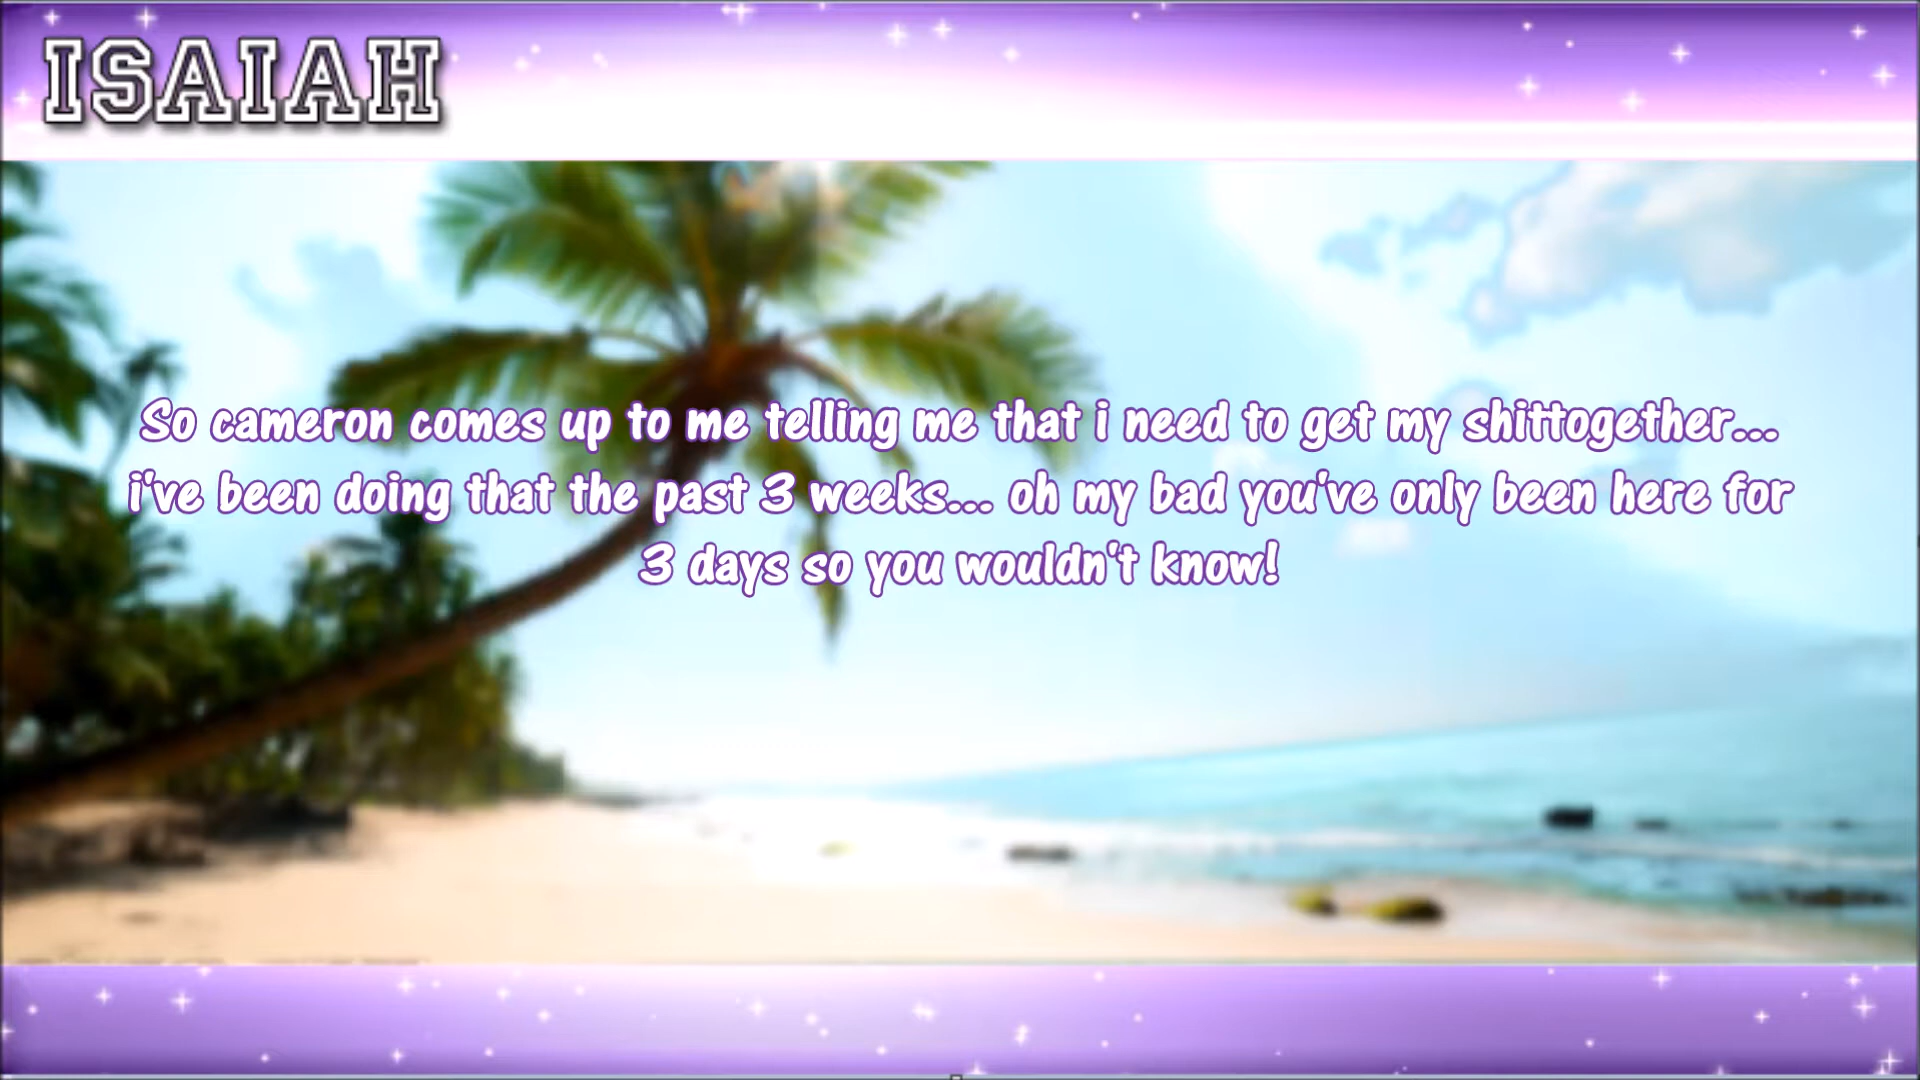 ISAIAH
So cameron comes up to me telling me that i need to get my shittogether...
i've been doing that the past 3 weeks... oh my bad you've only been here for
3 days so you wouldn't know!